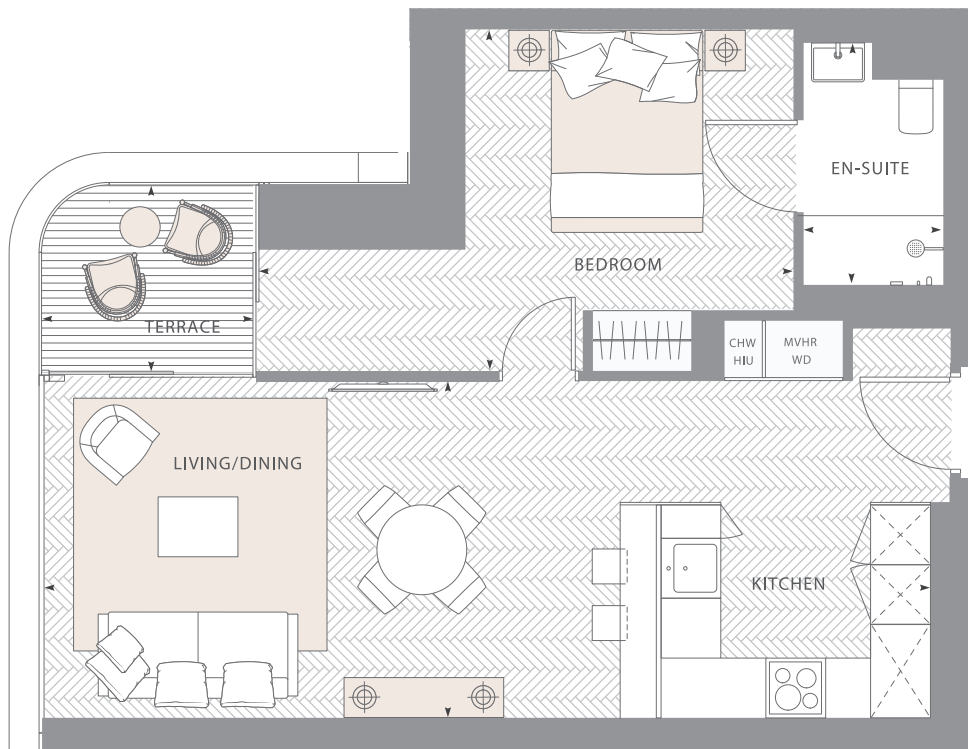 EN-SUITE
BEDROOM
TERRACE
CHW
HIU
MVHR
WD
LIVING/DINING
KITCHEN